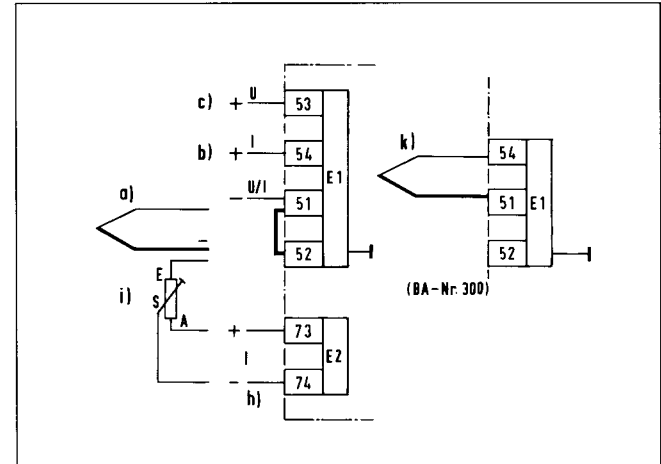 c) + U 53
b) + I 54
k) 54
E1
a) - U/I 51
51 E1
52
- 52
E
(BA-Nr. 300)
i) S
A + 73
I E2
- 74
h)